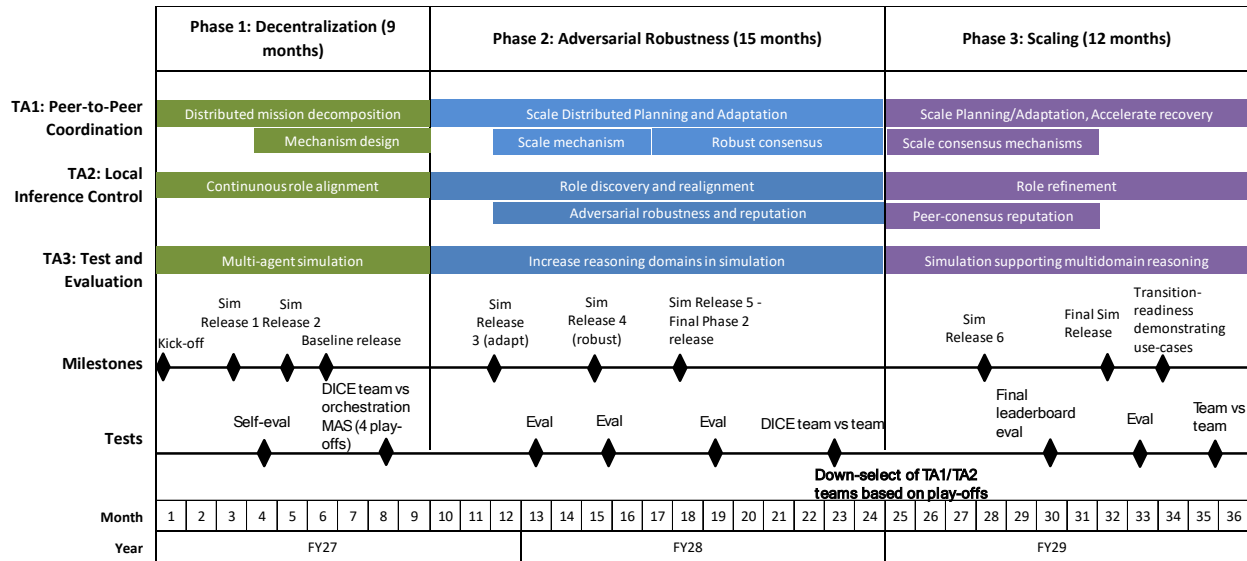 Phase 1: Decentralization (9
months)
Phase 2: Adversarial Robustness (15 months)
Phase 3: Scaling (12 months)
TA1: Peer-to-Peer
Coordination
Distributed mission decomposition
Scale Distributed Planning and Adaptation
Scale Planning/Adaptation, Accelerate recovery
Mechanism design
Scale mechanism
Robust consensus
Scale consensus mechanisms
TA2: Local
Inference Control
Continunous role alignment
Role discovery and realignment
Role refinement
Adversarial robustness and reputation
Peer-conensus reputation
TA3: Test and
Evaluation
Multi-agent simulation
Increase reasoning domains in simulation
Simulation supporting multidomain reasoning
Milestones
Kick-off
Sim
Release 1
Sim
Release 2
Baseline release
Sim
Release
3 (adapt)
Sim
Release 4
(robust)
Sim Release 5 -
Final Phase 2
release
Sim
Release 6
Final Sim
Release
Transition-
readiness
demonstrating
use-cases
Tests
Self-eval
DICE team vs
orchestration
MAS (4 play-
offs)
Eval
Eval
Eval
DICE team vs team
Final
leaderboard
eval
Eval
Team vs
team
Down-select of TA1/TA2
teams based on play-offs
Month
1 2 3 4 5 6 7 8 9 10 11 12 13 14 15 16 17 18 19 20 21 22 23 24 25 26 27 28 29 30 31 32 33 34 35 36
Year
FY27
FY28
FY29